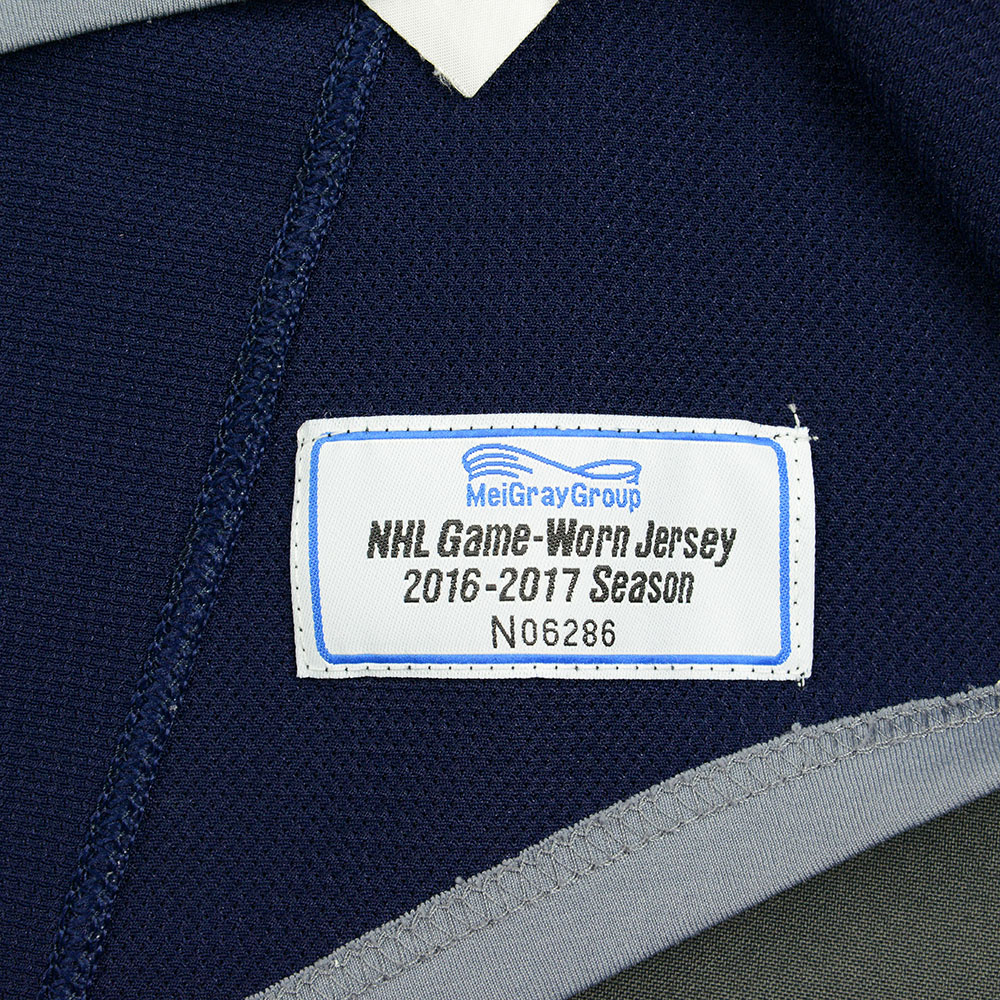 MeiGrayGroup
NHL Game-Worn Jersey
2016-2017 Season
N06286